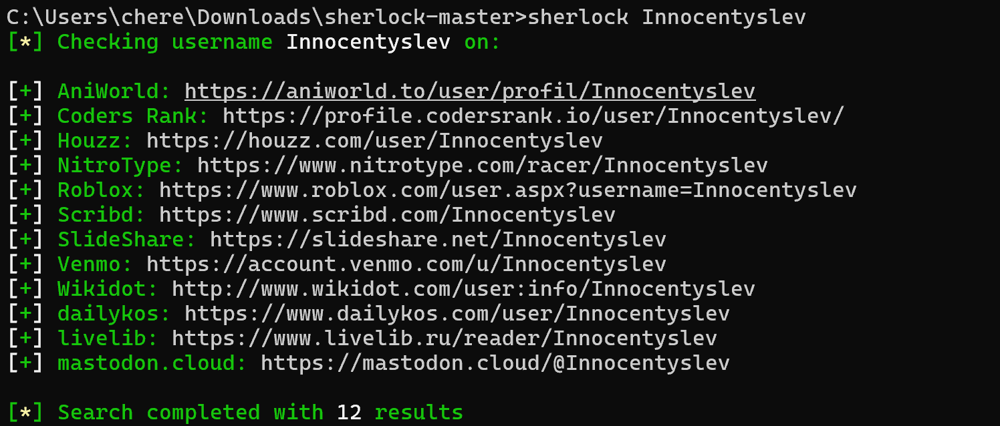 C:\Users\chere\Downloads\sherlock-master>sherlock Innocentyslev
[*] Checking username Innocentyslev on:
[+] AniWorld: https://aniworld.to/user/profil/Innocentyslev
[+] Coders Rank: https://profile.codersrank.io/user/Innocentyslev/
[+] Houzz: https://houzz.com/user/Innocentyslev
[+] NitroType: https://www.nitrotype.com/racer/Innocentyslev
[+] Roblox: https://www.roblox.com/user.aspx?username=Innocentyslev
[+] Scribd: https://www.scribd.com/Innocentyslev
[+] SlideShare: https://slideshare.net/Innocentyslev
[+] Venmo: https://account.venmo.com/u/Innocentyslev
[+] Wikidot: http://www.wikidot.com/user:info/Innocentyslev
[+] dailykos: https://www.dailykos.com/user/Innocentyslev
[+] livelib: https://www.livelib.ru/reader/Innocentyslev
[+] mastodon.cloud: https://mastodon.cloud/@Innocentyslev
[*] Search completed with 12 results